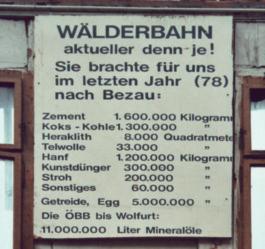 WÄLDERBAHN
aktueller denn je!
Sie brachte für uns
im letzten Jahr (78)
nach Bezau:
Zement 1.600.000 Kilogramm
Koks - Kohle 1.300.000 "
Heraklith 8.000 Quadratmete
Telwolle 33.000 "
Hanf 1.200.000 Kilogramm
Kunstdünger 300.000 "
Stroh 200.000 "
Sonstiges 60.000 "
Getreide, Egg 5.000.000 "
Die ÖBB bis Wolfurt:
11.000.000 Liter Mineralöle